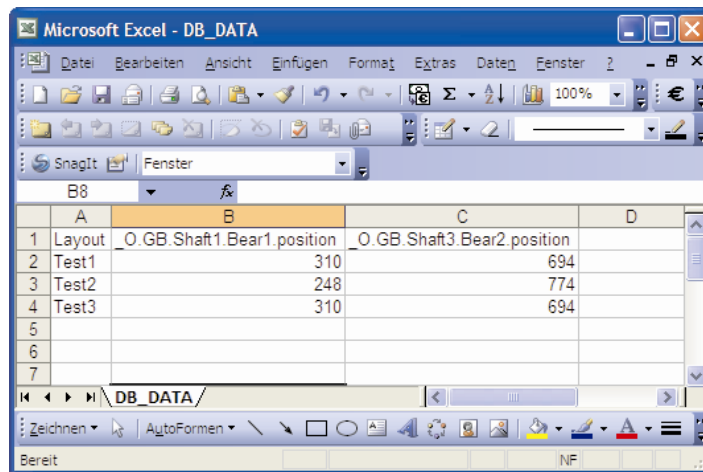 Microsoft Excel - DB_DATA
Datei Bearbeiten Ansicht Einfügen Format Extras Daten Fenster ?
Σ A Z 100% €
SnagIt Fenster
B8 fx
A B C D
1 Layout _O.GB.Shaft1.Bear1.position _O.GB.Shaft3.Bear2.position
2 Test1 310 694
3 Test2 248 774
4 Test3 310 694
5
6
7
DB_DATA
Zeichnen AutoFormen A A
Bereit NF